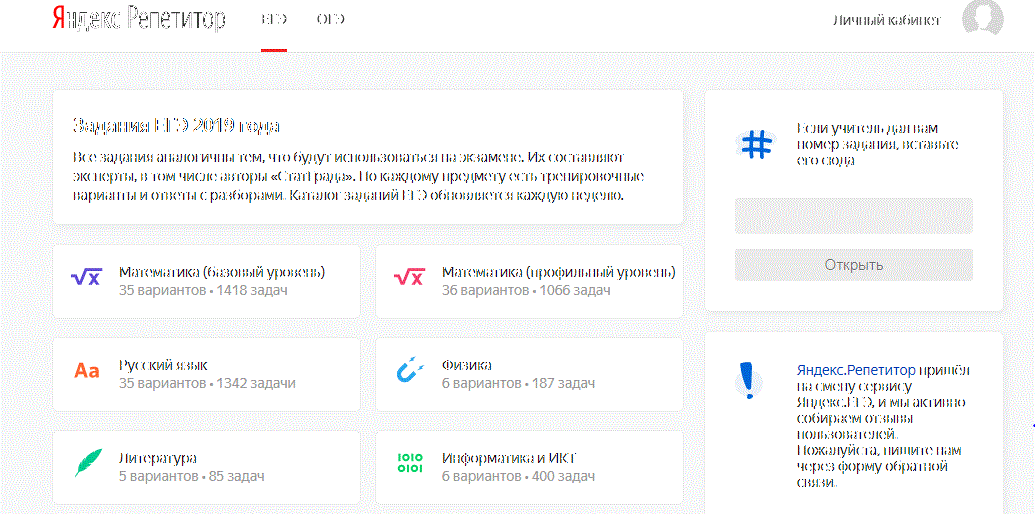 Яндекс Репетитор
ЕГЭ
ОГЭ
Личный кабинет
Задания ЕГЭ 2019 года
Все задания аналогичны тем, что будут использоваться на экзамене. Их составляют
эксперты, в том числе авторы «СтатГрада». По каждому предмету есть тренировочные
варианты и ответы с разборами. Каталог заданий ЕГЭ обновляется каждую неделю.
Математика (базовый уровень)
35 вариантов • 1418 задач
Математика (профильный уровень)
36 вариантов • 1066 задач
Aa
Русский язык
35 вариантов • 1342 задачи
Физика
6 вариантов • 187 задач
Литература
5 вариантов • 85 задач
1010
0101
Информатика и ИКТ
6 вариантов • 400 задач
Если учитель дал вам
номер задания, вставьте
его сюда
Открыть
Яндекс.Репетитор пришёл
на смену сервису
Яндекс.ЕГЭ, и мы активно
собираем отзывы
пользователей.
Пожалуйста, пишите нам
через форму обратной
связи.